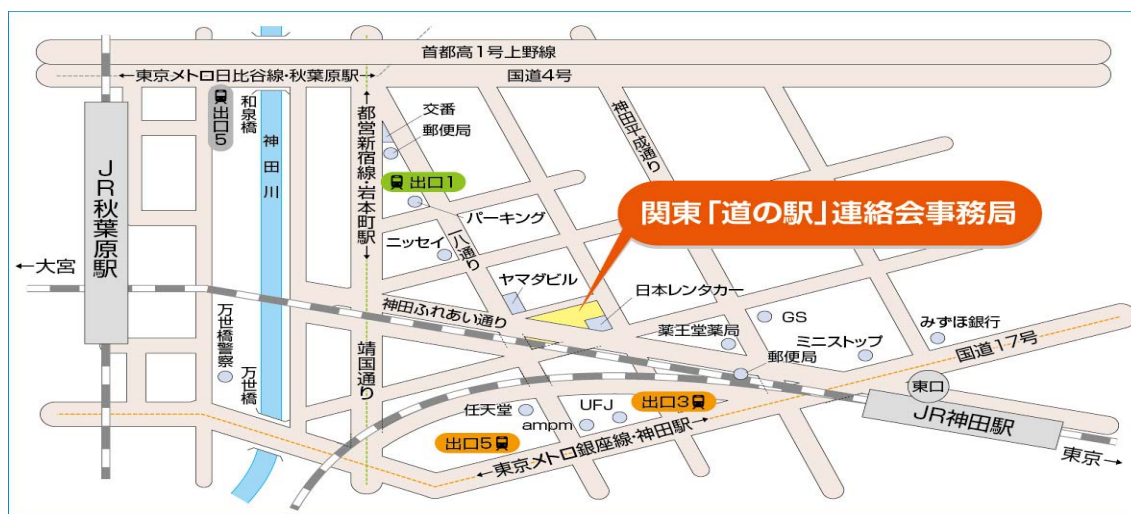 首都高1号上野線
←東京メトロ日比谷線・秋葉原駅→
国道4号
出口5
和泉橋
神田川
←都営新宿線・岩本町駅→
交番
郵便局
神田平成通り
出口1
JR秋葉原駅
パーキング
一八通り
関東「道の駅」連絡会事務局
ニッセイ
←大宮
ヤマダビル
日本レンタカー
神田ふれあい通り
GS
みずほ銀行
薬王堂薬局
ミニストップ
国道17号
万世橋警察
靖国通り
郵便局
万世橋
東口
任天堂
UFJ
出口3
JR神田駅
ampm
出口5
←東京メトロ銀座線・神田駅→
東京→